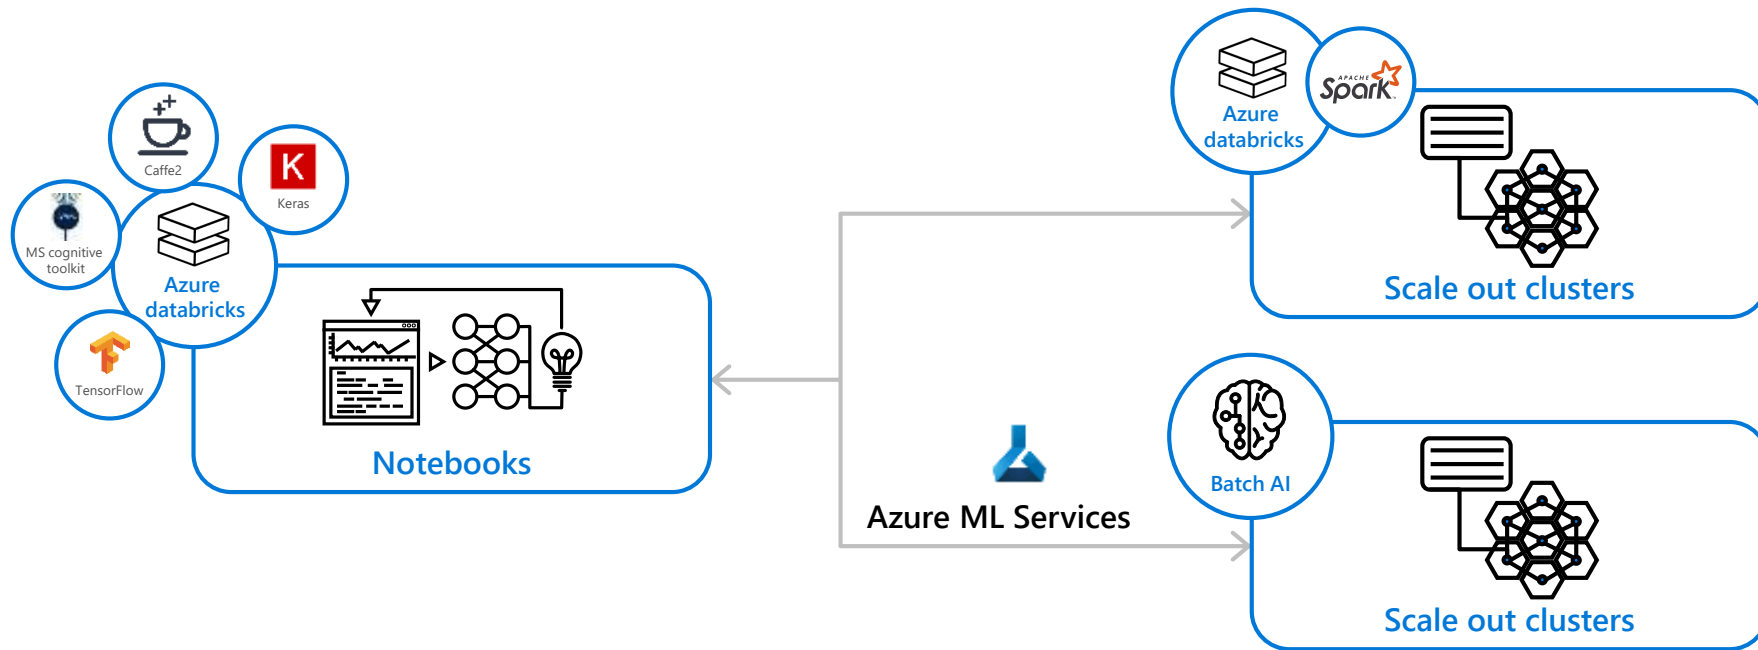 Caffe2
K
Keras
MS cognitive
toolkit
Azure
databricks
TensorFlow
Notebooks
Azure ML Services
Azure
databricks
APACHE
Spark
Scale out clusters
Batch AI
Scale out clusters